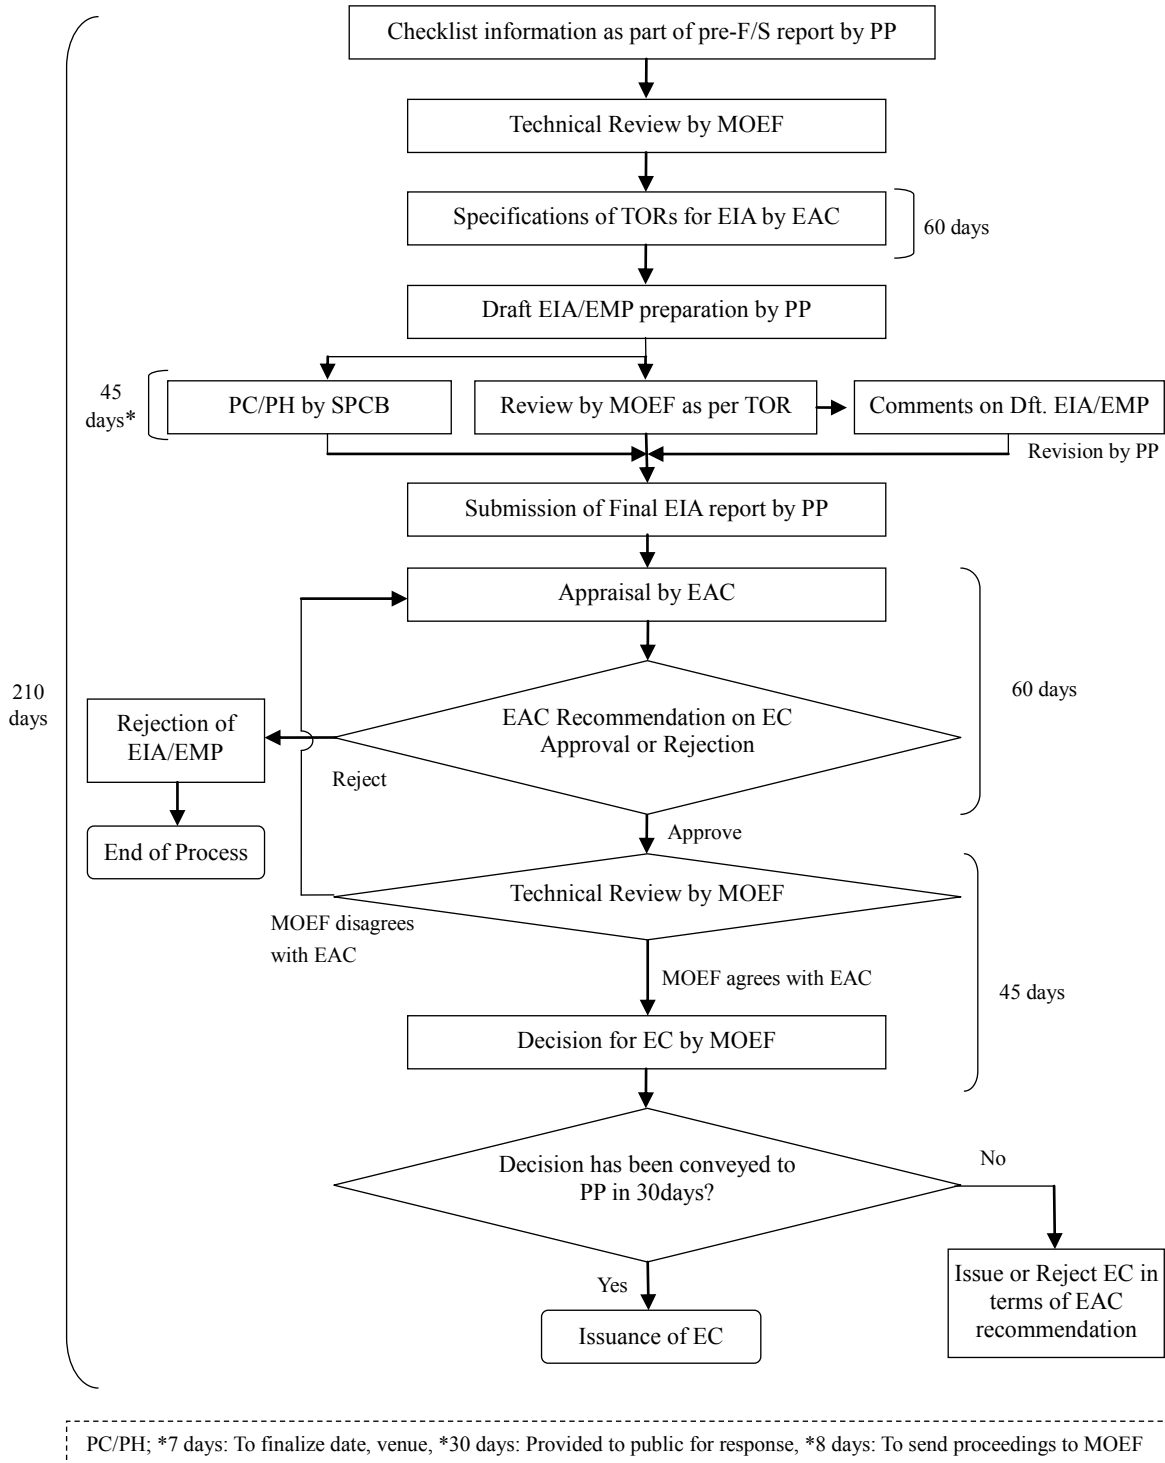 Checklist information as part of pre-F/S report by PP
Technical Review by MOEF
Specifications of TORs for EIA by EAC
60 days
Draft EIA/EMP preparation by PP
45
days*
PC/PH by SPCB
Review by MOEF as per TOR
Comments on Dft. EIA/EMP
Revision by PP
Submission of Final EIA report by PP
Appraisal by EAC
210
days
60 days
Rejection of
EIA/EMP
EAC Recommendation on EC
Approval or Rejection
Reject
End of Process
Approve
Technical Review by MOEF
MOEF disagrees
with EAC
MOEF agrees with EAC
45 days
Decision for EC by MOEF
Decision has been conveyed to
PP in 30days?
No
Yes
Issue or Reject EC in
terms of EAC
recommendation
Issuance of EC
PC/PH; *7 days: To finalize date, venue, *30 days: Provided to public for response, *8 days: To send proceedings to MOEF